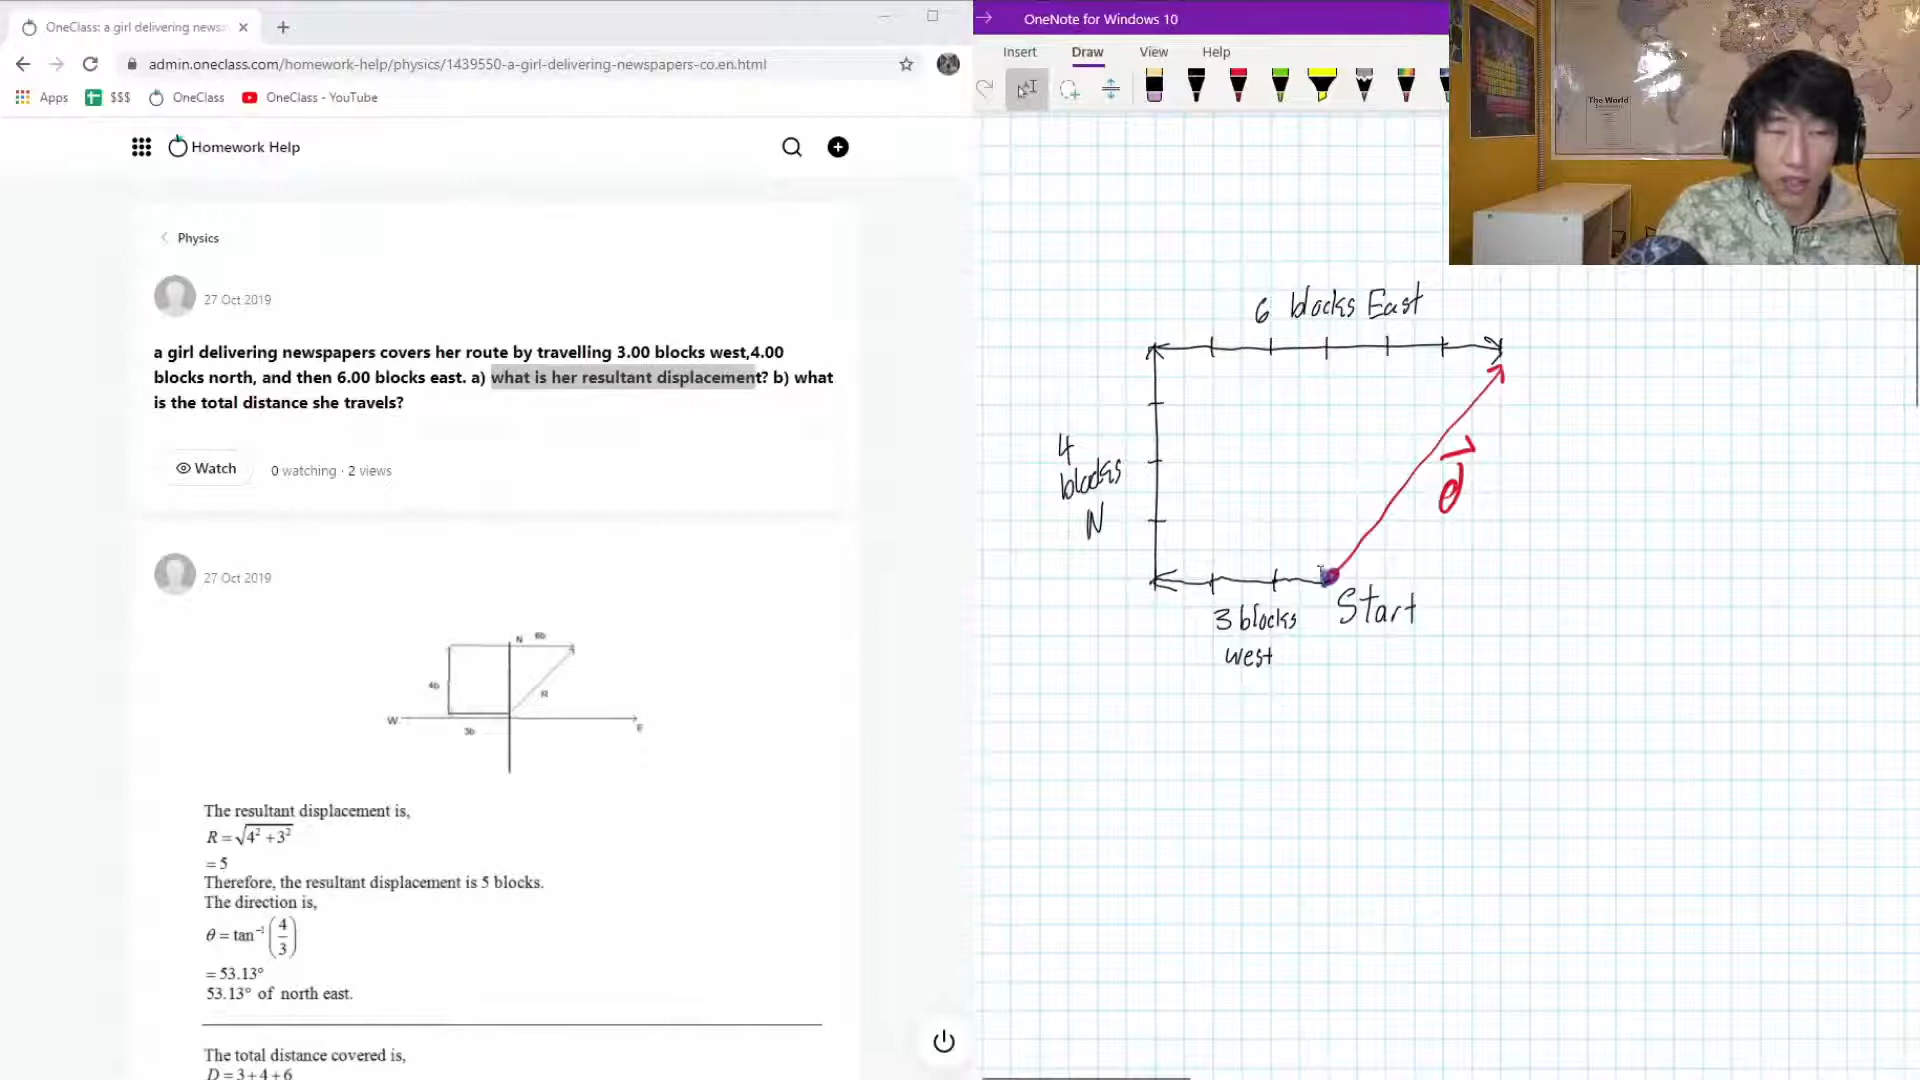 OneClass: a girl delivering news
admin.oneclass.com/homework-help/physics/1439550-a-girl-delivering-newspapers-co.en.html
Apps
$$$
OneClass
OneClass - YouTube
Homework Help
Physics
27 Oct 2019
a girl delivering newspapers covers her route by travelling 3.00 blocks west,4.00
blocks north, and then 6.00 blocks east. a) what is her resultant displacement? b) what
is the total distance she travels?
Watch
0 watching · 2 views
27 Oct 2019
N
6b
4b
R
W
E
3b
The resultant displacement is,
R = √4² + 3²
= 5
Therefore, the resultant displacement is 5 blocks.
The direction is,
θ = tan⁻¹ (4/3)
= 53.13°
53.13° of north east.
The total distance covered is,
D = 3+4+6
OneNote for Windows 10
Insert
Draw
View
Help
The World
6 blocks East
4
blocks
N
d
Start
3 blocks
west